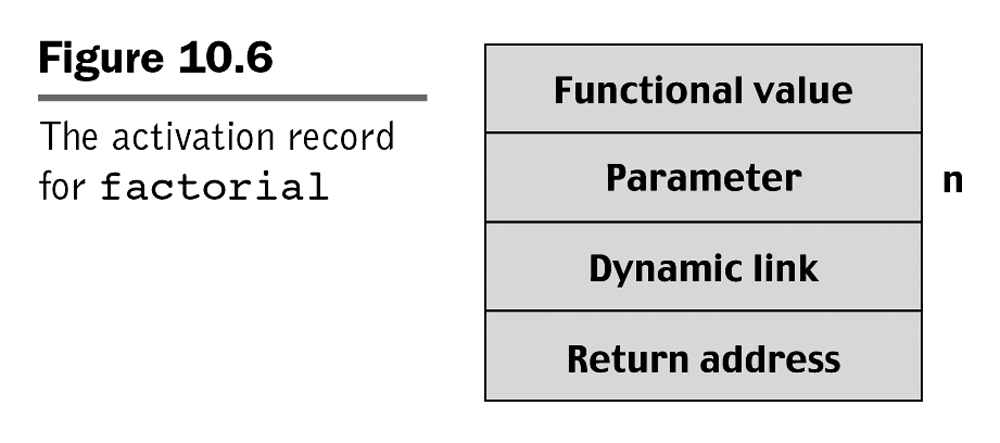 Figure 10.6
The activation record
for factorial
Functional value
Parameter
n
Dynamic link
Return address